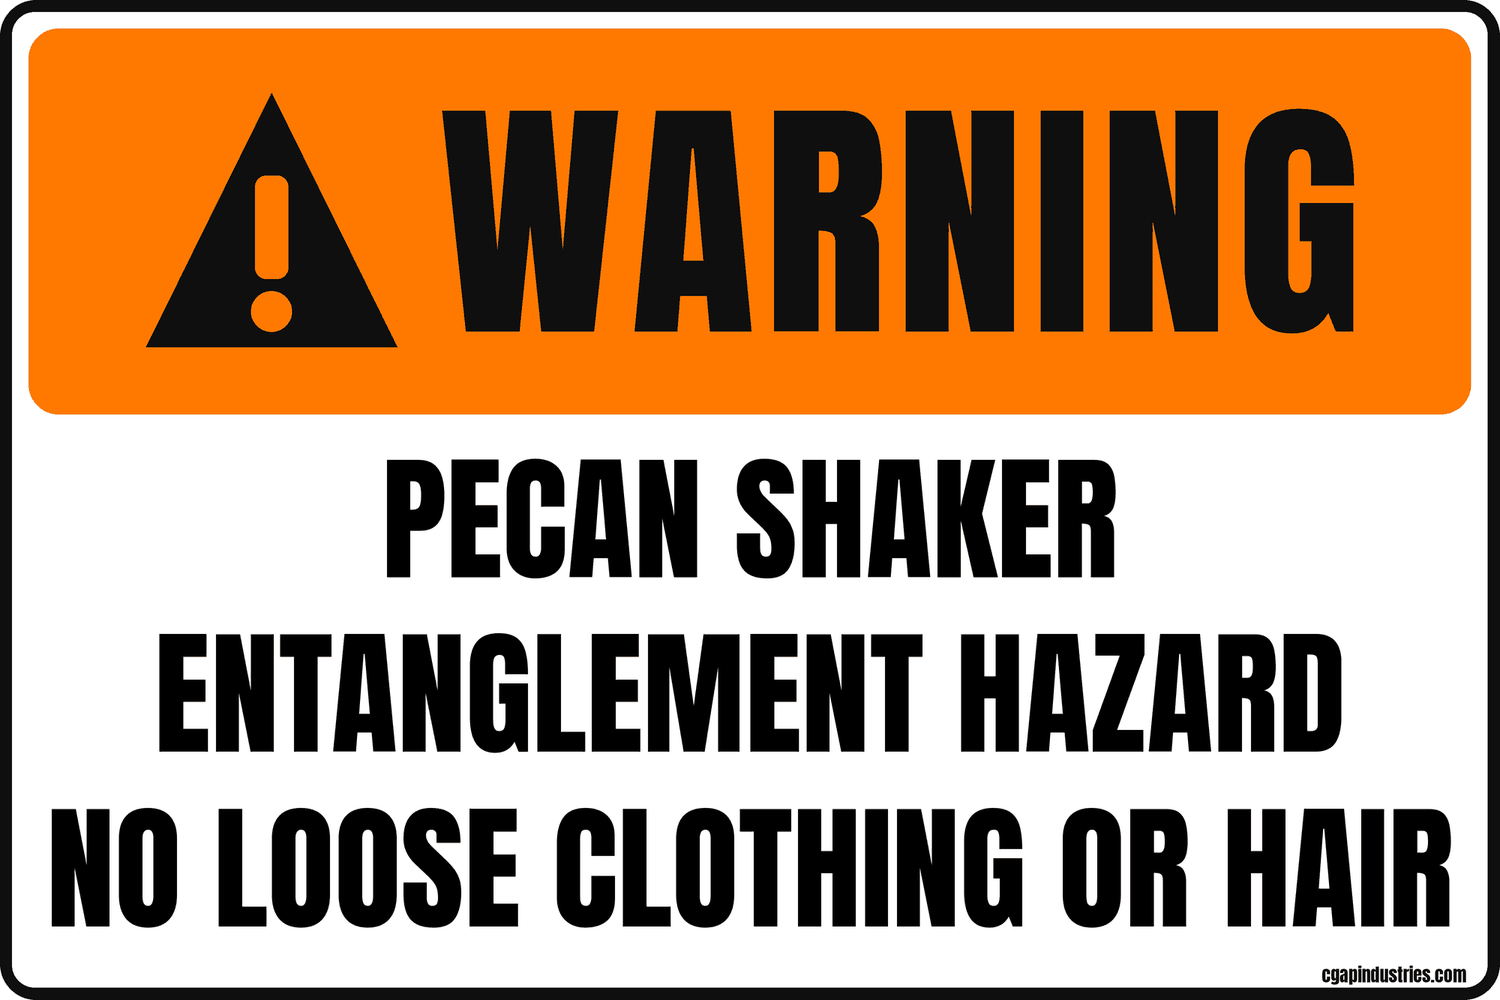 WARNING
PECAN SHAKER
ENTANGLEMENT HAZARD
NO LOOSE CLOTHING OR HAIR
cgapindustries.com